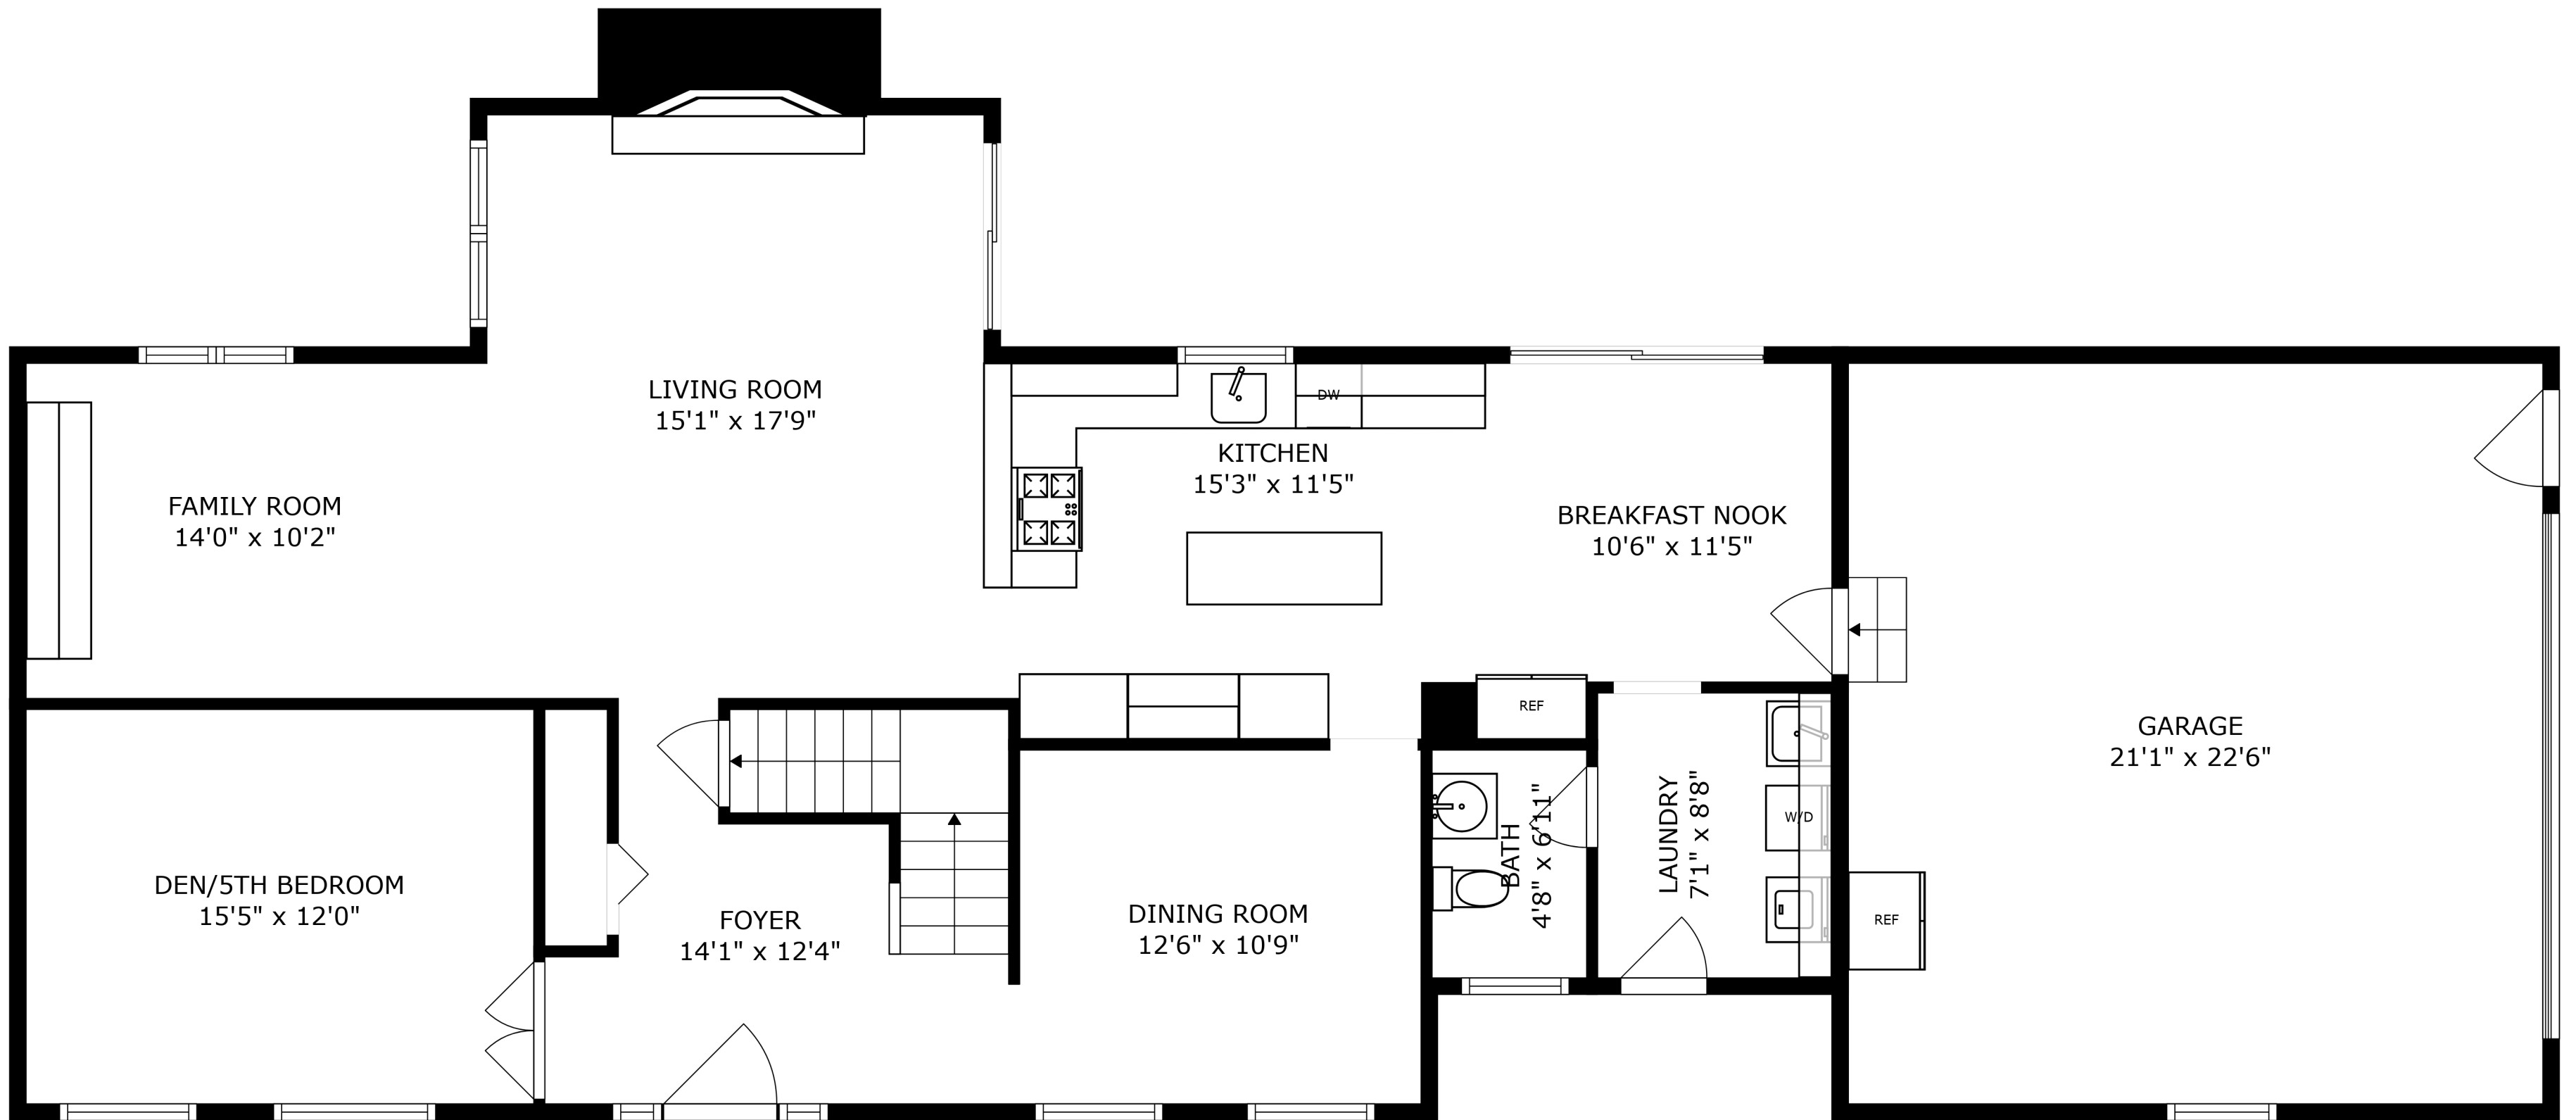 LIVING ROOM
15'1" x 17'9"
DW
KITCHEN
15'3" x 11'5"
FAMILY ROOM
14'0" x 10'2"
BREAKFAST NOOK
10'6" x 11'5"
REF
GARAGE
21'1" x 22'6"
W/D
BATH
4'8" x 6'11"
LAUNDRY
7'1" x 8'8"
DEN/5TH BEDROOM
15'5" x 12'0"
FOYER
14'1" x 12'4"
DINING ROOM
12'6" x 10'9"
REF